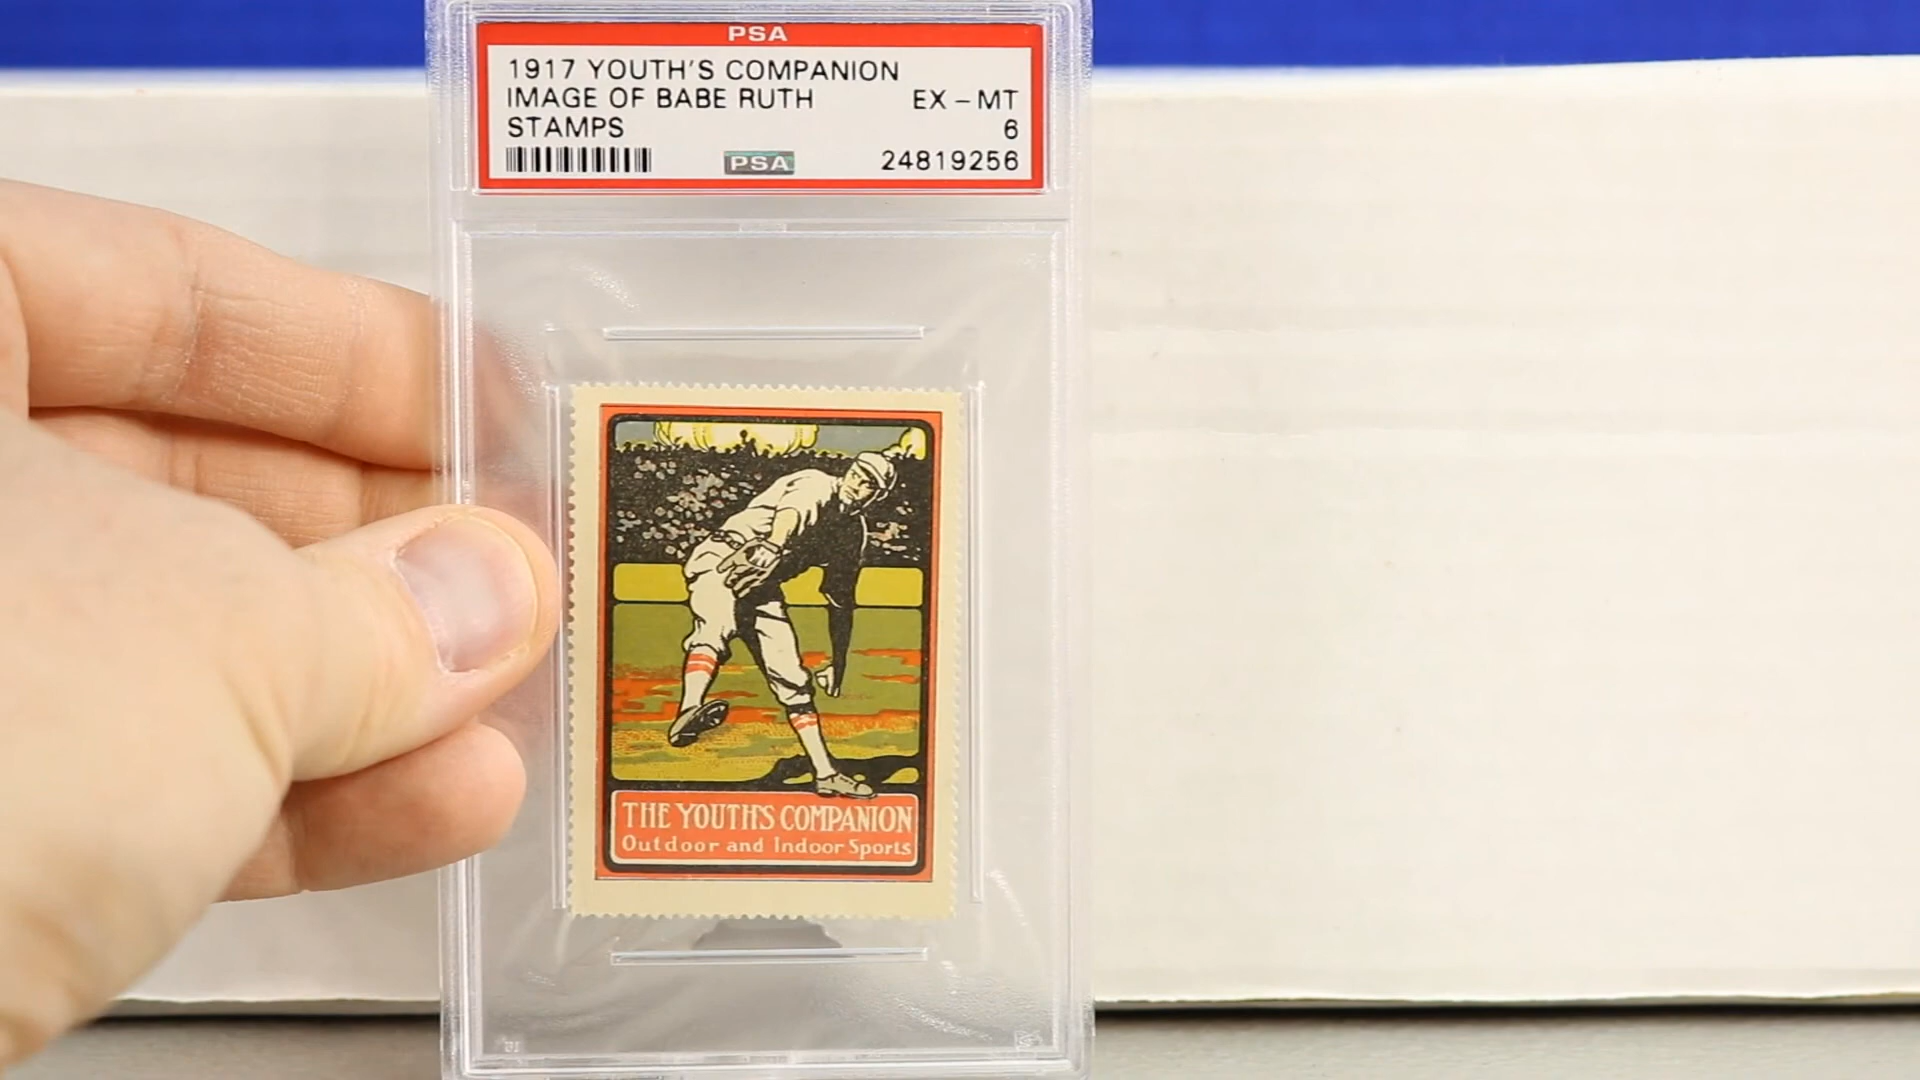 PSA
1917 YOUTH'S COMPANION
IMAGE OF BABE RUTH EX - MT
STAMPS 6
PSA 24819256
THE YOUTH'S COMPANION
Outdoor and Indoor Sports